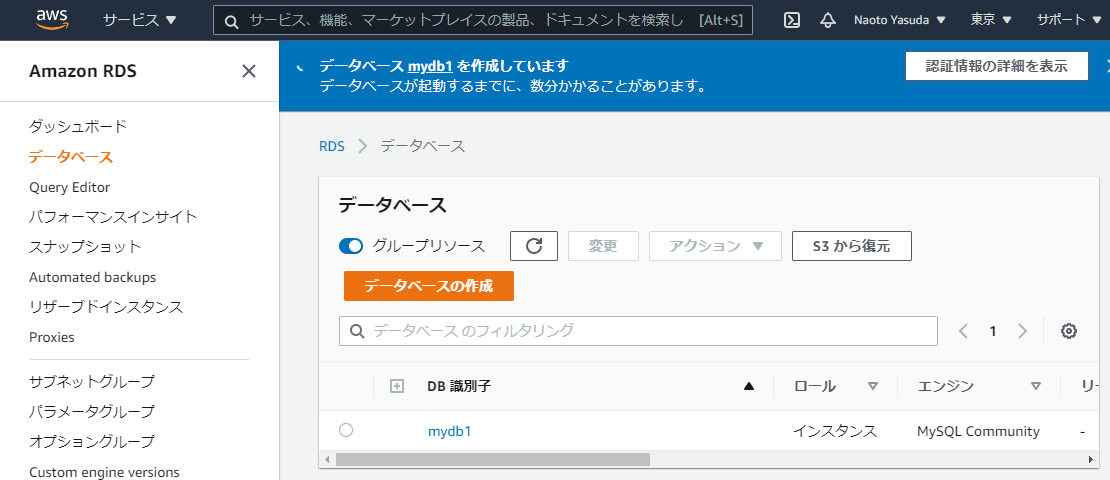 aws サービス ▼ サービス、機能、マーケットプレイスの製品、ドキュメントを検索し [Alt+S] Naoto Yasuda ▼ 東京 ▼ サポート ▼
Amazon RDS
ダッシュボード
データベース
Query Editor
パフォーマンスインサイト
スナップショット
Automated backups
リザーブドインスタンス
Proxies
サブネットグループ
パラメータグループ
オプショングループ
Custom engine versions
データベース mydb1 を作成しています
データベースが起動するまでに、数分かかることがあります。
認証情報の詳細を表示
RDS > データベース
データベース
グループリソース 変更 アクション ▼ S3 から復元
データベースの作成
データベース のフィルタリング 1
DB 識別子 ▲ ロール ▽ エンジン ▽ リー
mydb1 インスタンス MySQL Community -